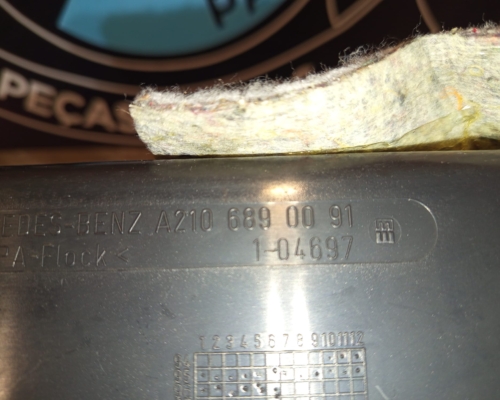 PEÇAS
EDES-BENZ A210 689 00 91
PA-Flock <
1-04697
1 2 3 4 5 6 7 8 9 10 11 12